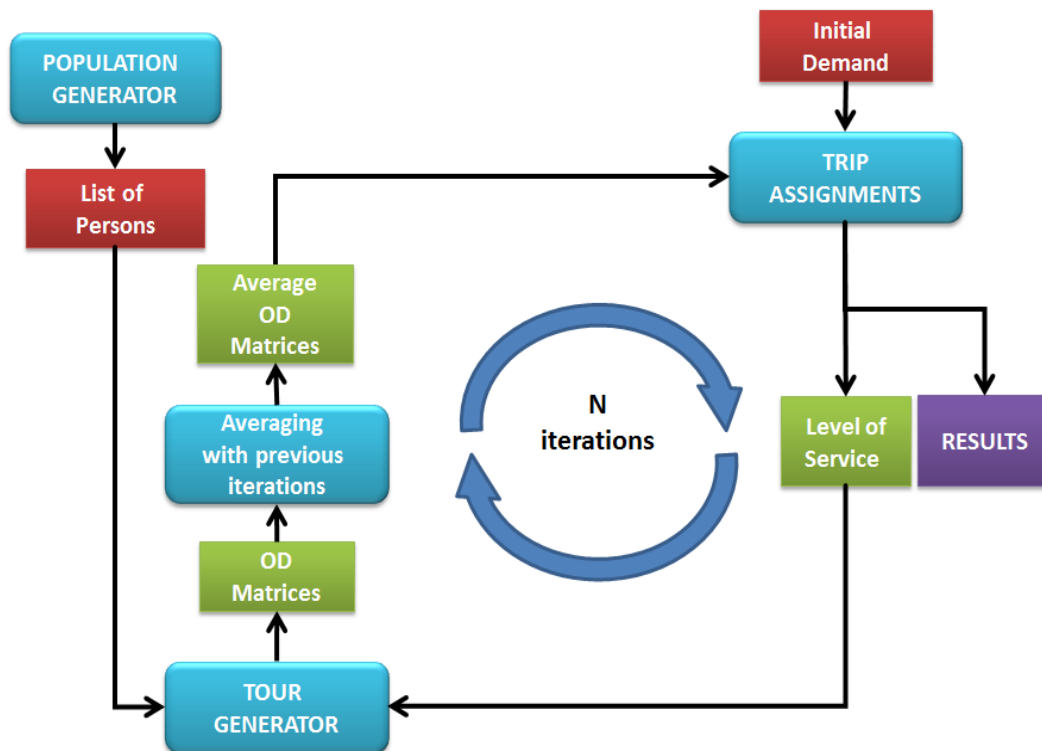 POPULATION
GENERATOR
List of
Persons
Initial
Demand
TRIP
ASSIGNMENTS
Average
OD
Matrices
Averaging
with previous
iterations
OD
Matrices
TOUR
GENERATOR
N
iterations
Level of
Service
RESULTS